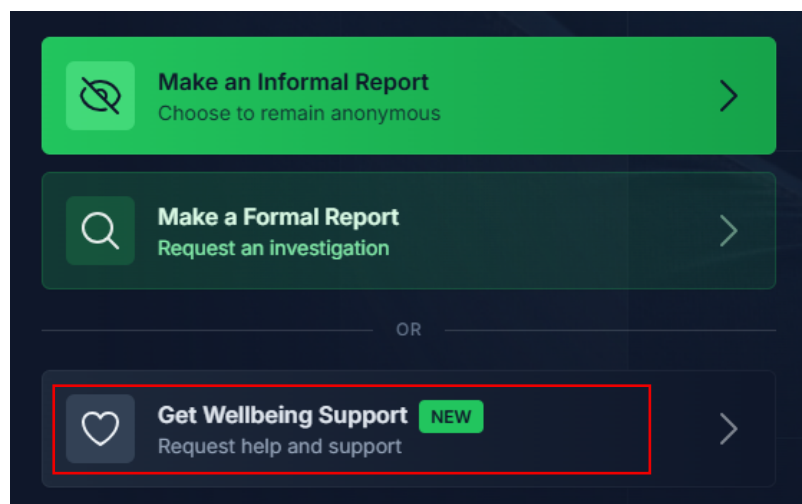 Make an Informal Report
Choose to remain anonymous
Make a Formal Report
Request an investigation
OR
Get Wellbeing Support NEW
Request help and support